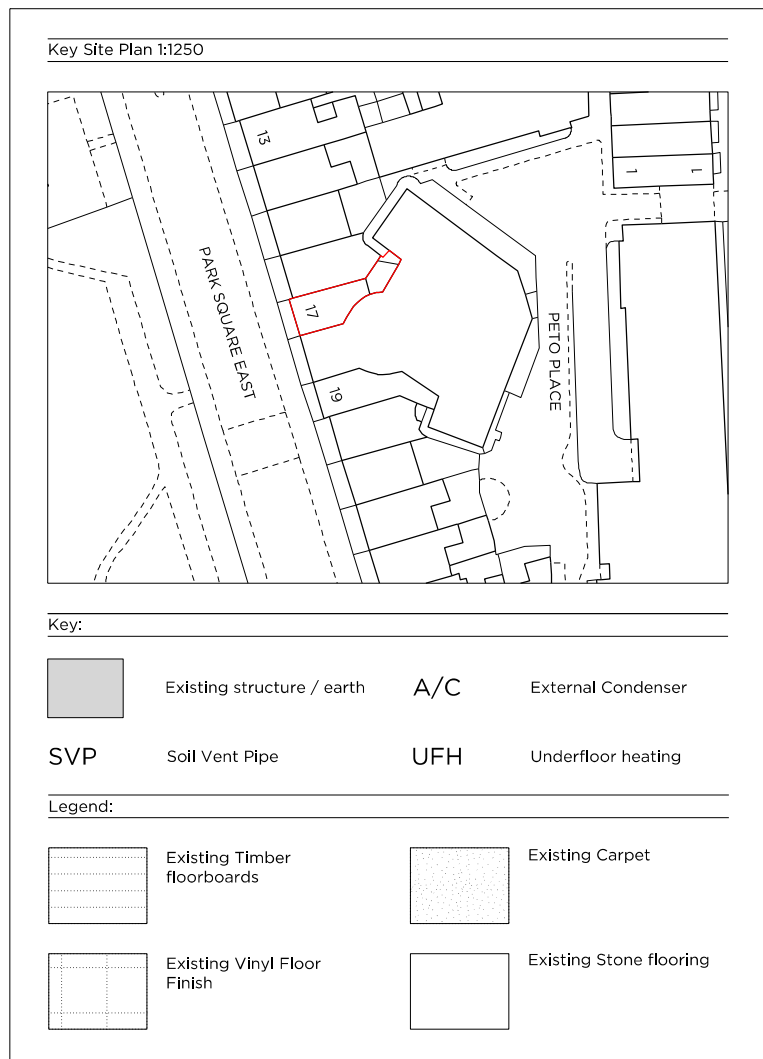 Key Site Plan 1:1250
13
PARK SQUARE EAST
17
19
PETO PLACE
1
1
Key:
Existing structure / earth
A/C
External Condenser
SVP
Soil Vent Pipe
UFH
Underfloor heating
Legend:
Existing Timber
floorboards
Existing Carpet
Existing Vinyl Floor
Finish
Existing Stone flooring